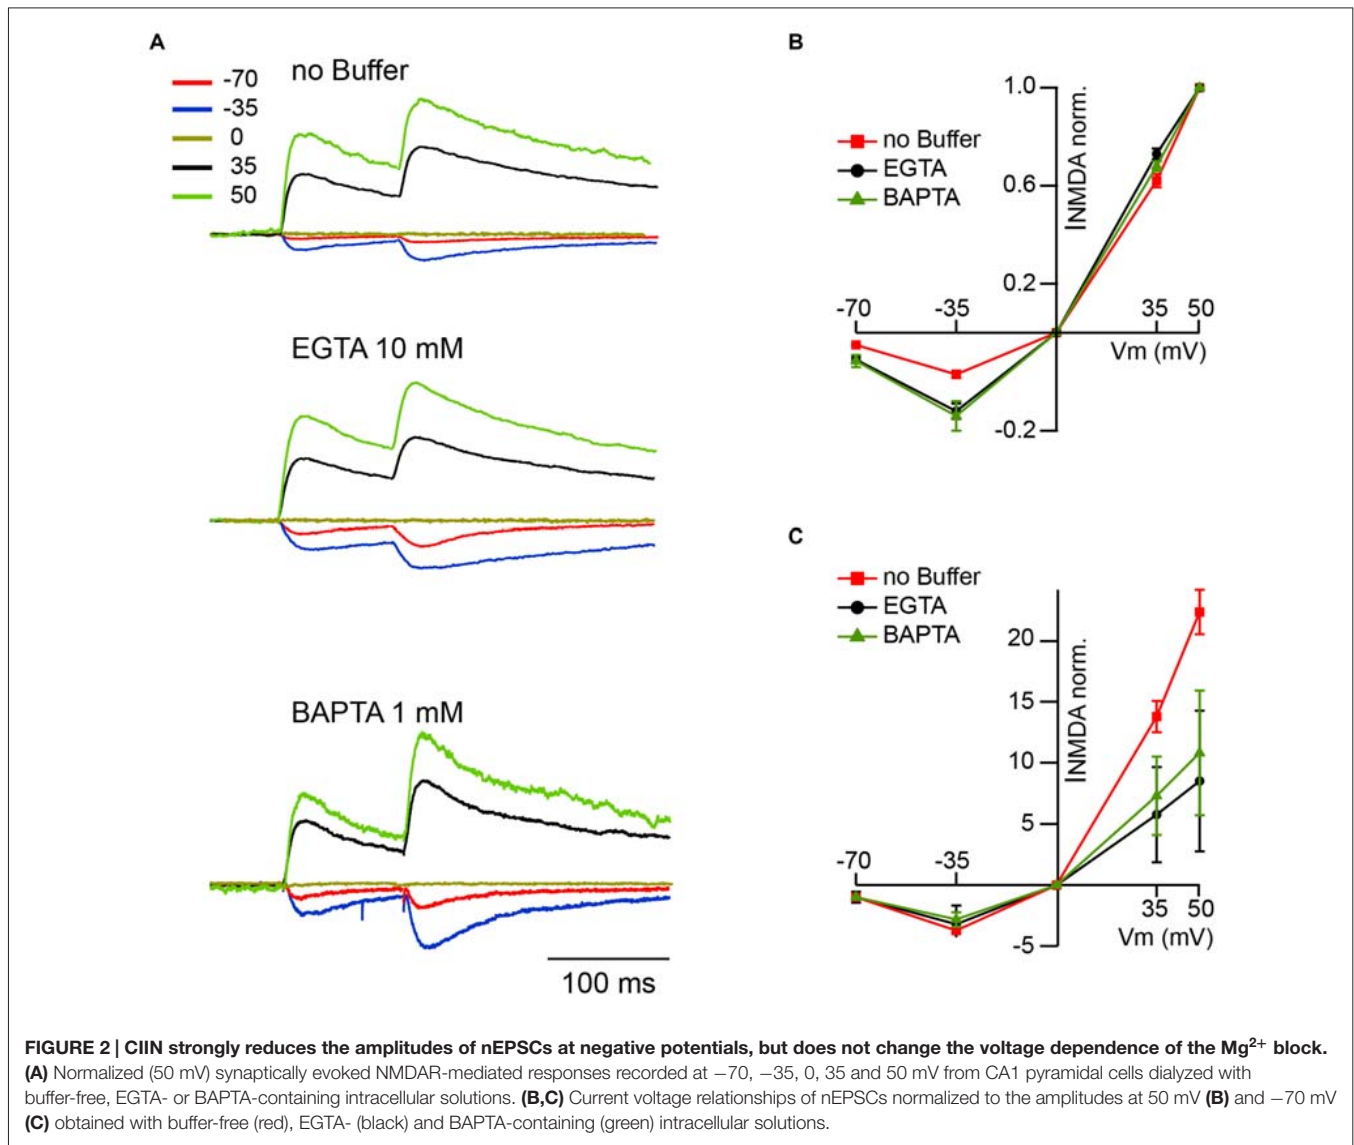 A
-70
-35
0
35
50
no Buffer
EGTA 10 mM
BAPTA 1 mM
100 ms
B
no Buffer
EGTA
BAPTA
1.0
0.6
0.2
-0.2
INMDA norm.
-70
-35
35
50
Vm (mV)
C
no Buffer
EGTA
BAPTA
20
15
10
5
-5
INMDA norm.
-70
-35
35
50
Vm (mV)
FIGURE 2 | CIIN strongly reduces the amplitudes of nEPSCs at negative potentials, but does not change the voltage dependence of the Mg²⁺ block.
(A) Normalized (50 mV) synaptically evoked NMDAR-mediated responses recorded at −70, −35, 0, 35 and 50 mV from CA1 pyramidal cells dialyzed with
buffer-free, EGTA- or BAPTA-containing intracellular solutions. (B,C) Current voltage relationships of nEPSCs normalized to the amplitudes at 50 mV (B) and −70 mV
(C) obtained with buffer-free (red), EGTA- (black) and BAPTA-containing (green) intracellular solutions.